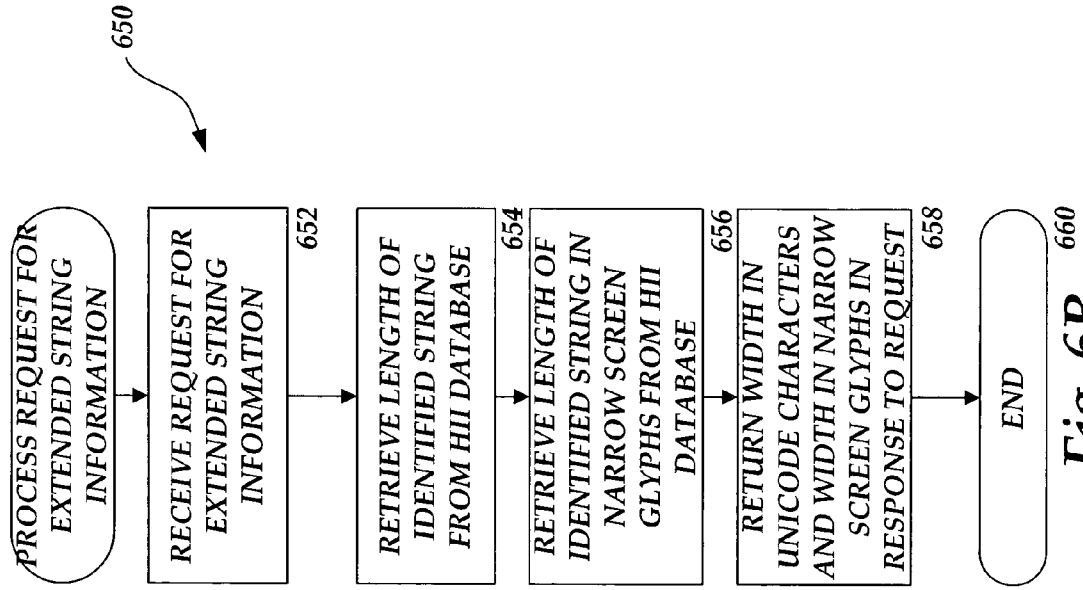 650
PROCESS REQUEST FOR
EXTENDED STRING
INFORMATION
RECEIVE REQUEST FOR
EXTENDED STRING
INFORMATION
652
RETRIEVE LENGTH OF
IDENTIFIED STRING
FROM HII DATABASE
654
RETRIEVE LENGTH OF
IDENTIFIED STRING IN
NARROW SCREEN
GLYPHS FROM HII
DATABASE
656
RETURN WIDTH IN
UNICODE CHARACTERS
AND WIDTH IN NARROW
SCREEN GLYPHS IN
RESPONSE TO REQUEST
658
END
660
Fig. 6B